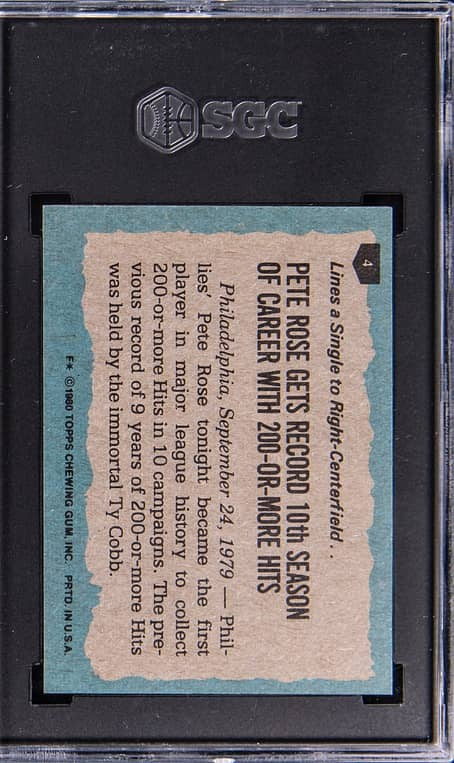 SGC
4
Lines a Single to Right-Centerfield . .
PETE ROSE GETS RECORD 10th SEASON
OF CAREER WITH 200-OR-MORE HITS
Philadelphia, September 24, 1979 — Phil-
lies' Pete Rose tonight became the first
player in major league history to collect
200-or-more Hits in 10 campaigns. The pre-
vious record of 9 years of 200-or-more Hits
was held by the immortal Ty Cobb.
F* © 1980 TOPPS CHEWING GUM, INC. PRTD. IN U.S.A.